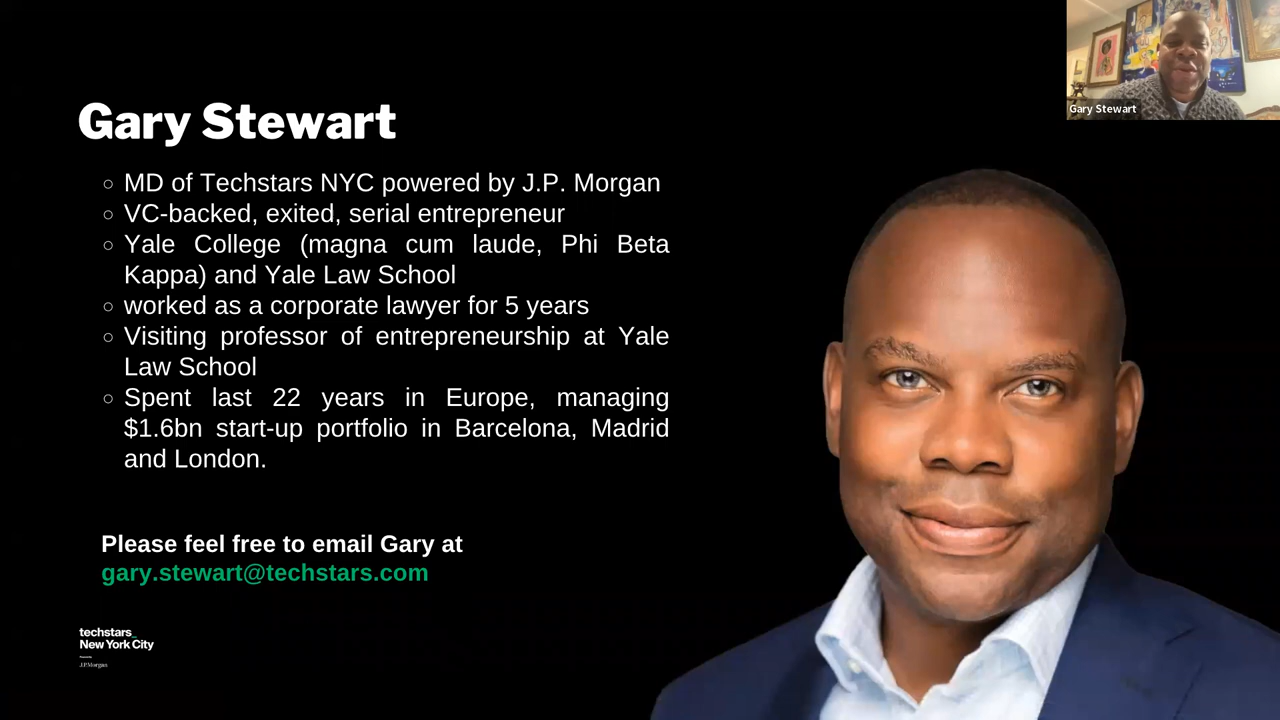 Gary Stewart
Gary Stewart
MD of Techstars NYC powered by J.P. Morgan
VC-backed, exited, serial entrepreneur
Yale College (magna cum laude, Phi Beta
Kappa) and Yale Law School
worked as a corporate lawyer for 5 years
Visiting professor of entrepreneurship at Yale
Law School
Spent last 22 years in Europe, managing
$1.6bn start-up portfolio in Barcelona, Madrid
and London.
Please feel free to email Gary at
gary.stewart@techstars.com
techstars_
New York City
J.P.Morgan